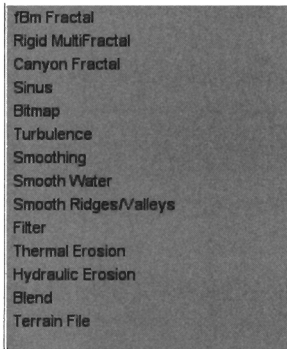 fBm Fractal
Rigid MultiFractal
Canyon Fractal
Sinus
Bitmap
Turbulence
Smoothing
Smooth Water
Smooth Ridges/Valleys
Filter
Thermal Erosion
Hydraulic Erosion
Blend
Terrain File